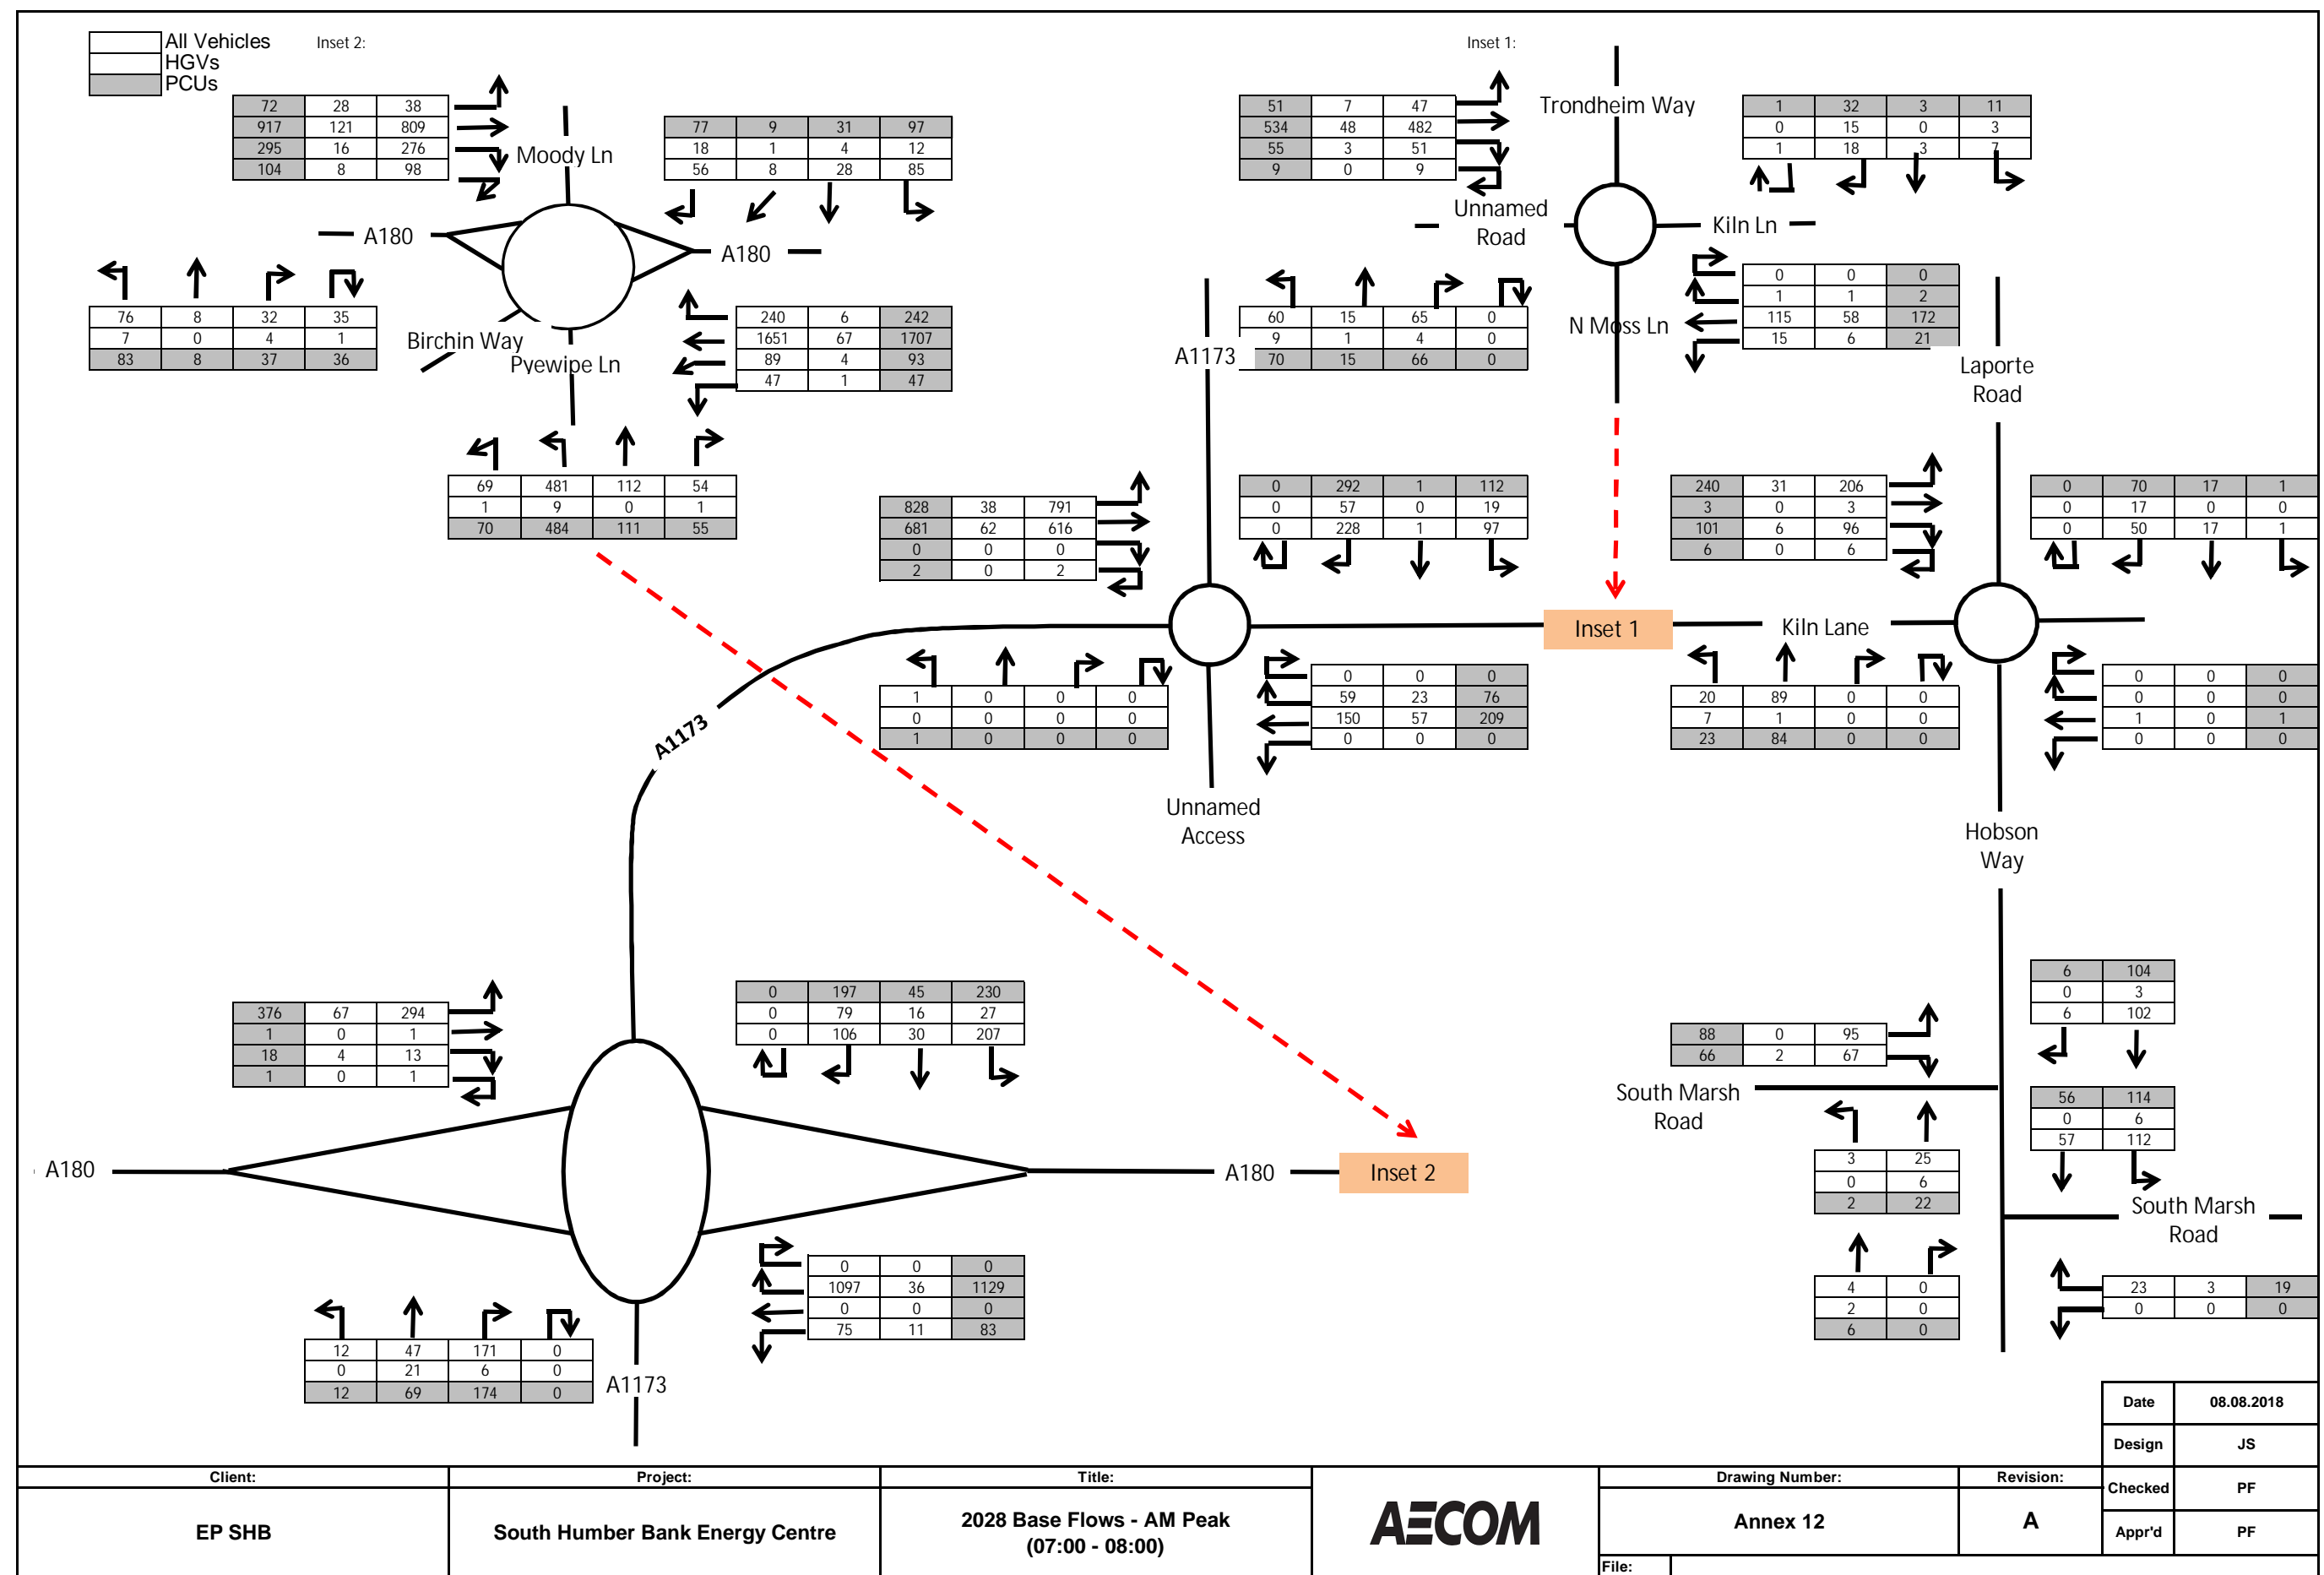 All Vehicles
HGVs
PCUs
Inset 2:
Inset 1:
72 28 38
917 121 809
295 16 276
104 8 98
Moody Ln
77 9 31 97
18 1 4 12
56 8 28 85
A180
A180
76 8 32 35
7 0 4 1
83 8 37 36
Birchin Way
Pyewipe Ln
240 6 242
1651 67 1707
89 4 93
47 1 47
69 481 112 54
1 9 0 1
70 484 111 55
51 7 47
534 48 482
55 3 51
9 0 9
Trondheim Way
1 32 3 11
0 15 0 3
1 18 3 7
Unnamed
Road
Kiln Ln
60 15 65 0
9 1 4 0
70 15 66 0
N Moss Ln
0 0 0
1 1 2
115 58 172
15 6 21
A1173
Laporte
Road
828 38 791
681 62 616
0 0 0
2 0 2
0 292 1 112
0 57 0 19
0 228 1 97
240 31 206
3 0 3
101 6 96
6 0 6
0 70 17 1
0 17 0 0
0 50 17 1
Inset 1
Kiln Lane
1 0 0 0
0 0 0 0
1 0 0 0
0 0 0
59 23 76
150 57 209
0 0 0
20 89 0 0
7 1 0 0
23 84 0 0
0 0 0
0 0 0
1 0 1
0 0 0
A1173
Unnamed
Access
Hobson
Way
376 67 294
1 0 1
18 4 13
1 0 1
0 197 45 230
0 79 16 27
0 106 30 207
6 104
0 3
6 102
88 0 95
66 2 67
South Marsh
Road
56 114
0 6
57 112
3 25
0 6
2 22
A180
A180
Inset 2
South Marsh
Road
0 0 0
1097 36 1129
0 0 0
75 11 83
4 0
2 0
6 0
23 3 19
0 0 0
12 47 171 0
0 21 6 0
12 69 174 0
A1173
Date 08.08.2018
Design JS
Checked PF
Appr'd PF
Client:
EP SHB
Project:
South Humber Bank Energy Centre
Title:
2028 Base Flows - AM Peak
(07:00 - 08:00)
AECOM
Drawing Number:
Annex 12
Revision:
A
File: